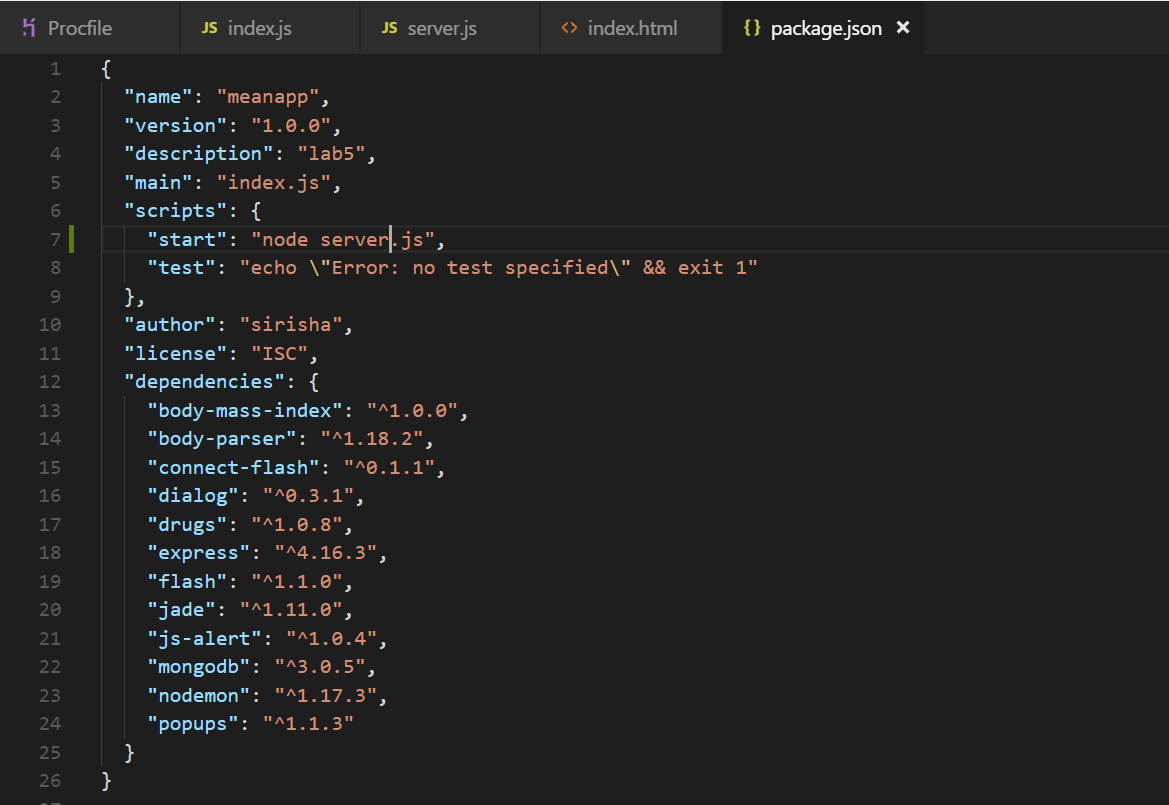 Procfile
JS index.js
JS server.js
<> index.html
{} package.json ×
1 {
2 "name": "meanapp",
3 "version": "1.0.0",
4 "description": "lab5",
5 "main": "index.js",
6 "scripts": {
7 "start": "node server.js",
8 "test": "echo \"Error: no test specified\" && exit 1"
9 },
10 "author": "sirisha",
11 "license": "ISC",
12 "dependencies": {
13 "body-mass-index": "^1.0.0",
14 "body-parser": "^1.18.2",
15 "connect-flash": "^0.1.1",
16 "dialog": "^0.3.1",
17 "drugs": "^1.0.8",
18 "express": "^4.16.3",
19 "flash": "^1.1.0",
20 "jade": "^1.11.0",
21 "js-alert": "^1.0.4",
22 "mongodb": "^3.0.5",
23 "nodemon": "^1.17.3",
24 "popups": "^1.1.3"
25 }
26 }